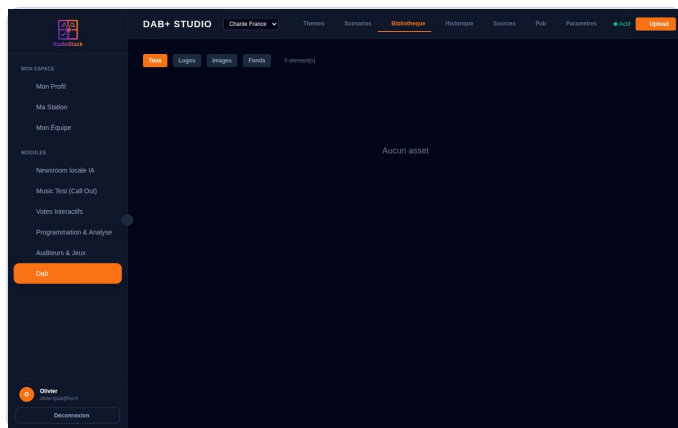 RadioStack
MON ESPACE
Mon Profil
Ma Station
Mon Équipe
MODULES
Newsroom locale IA
Music Test (Call Out)
Votes Interactifs
Programmation & Analyse
Auditeurs & Jeux
Dab
Olivier
Déconnexion
DAB+ STUDIO
Chante France
Themes
Scenarios
Bibliotheque
Historique
Sources
Pub
Parametres
Actif
Upload
Tous
Logos
Images
Fonds
0 element(s)
Aucun asset